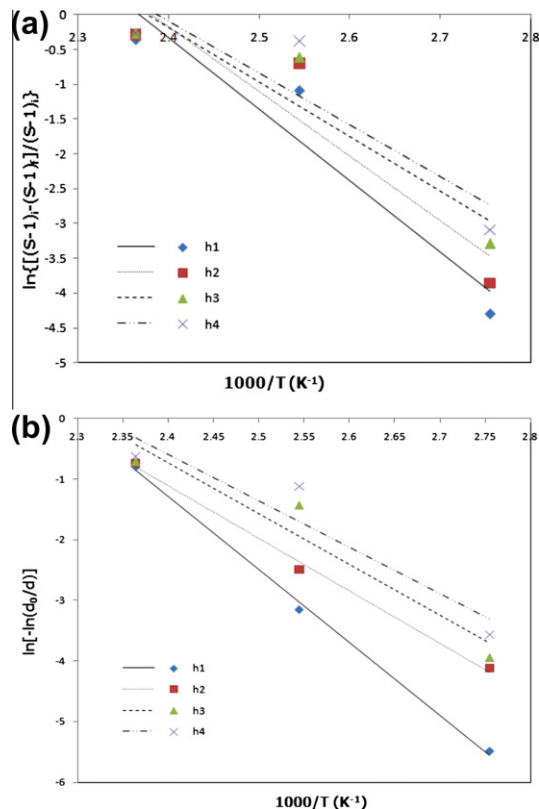 (a)
2.3
2.4
2.5
2.6
2.7
2.8
0
-0.5
-1
-1.5
-2
-2.5
-3
-3.5
-4
-4.5
-5
ln{[(S-1)ᵢ-(S-1)]/(S-1)ᵢ}
h1
h2
h3
h4
1000/T (K⁻¹)
(b)
0
2.3
2.35
2.4
2.45
2.5
2.55
2.6
2.65
2.7
2.75
2.8
-1
-2
-3
-4
-5
-6
ln[-ln(d₀/d)]
h1
h2
h3
h4
1000/T (K⁻¹)